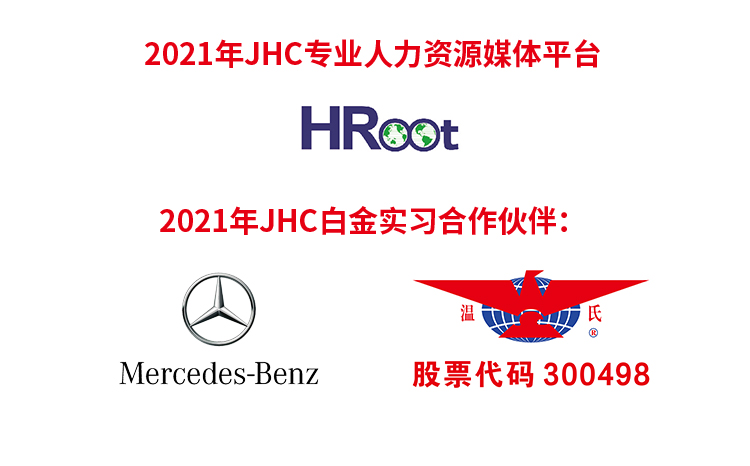 2021年JHC专业人力资源媒体平台
HRoot
2021年JHC白金实习合作伙伴：
Mercedes-Benz
温 氏
®
股票代码 300498